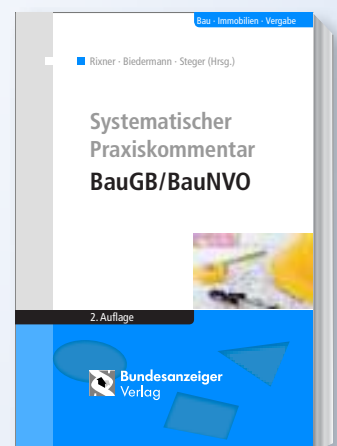 Bau · Immobilien · Vergabe
Rixner · Biedermann · Steger (Hrsg.)
Systematischer
Praxiskommentar
BauGB/BauNVO
2. Auflage
Bundesanzeiger
Verlag